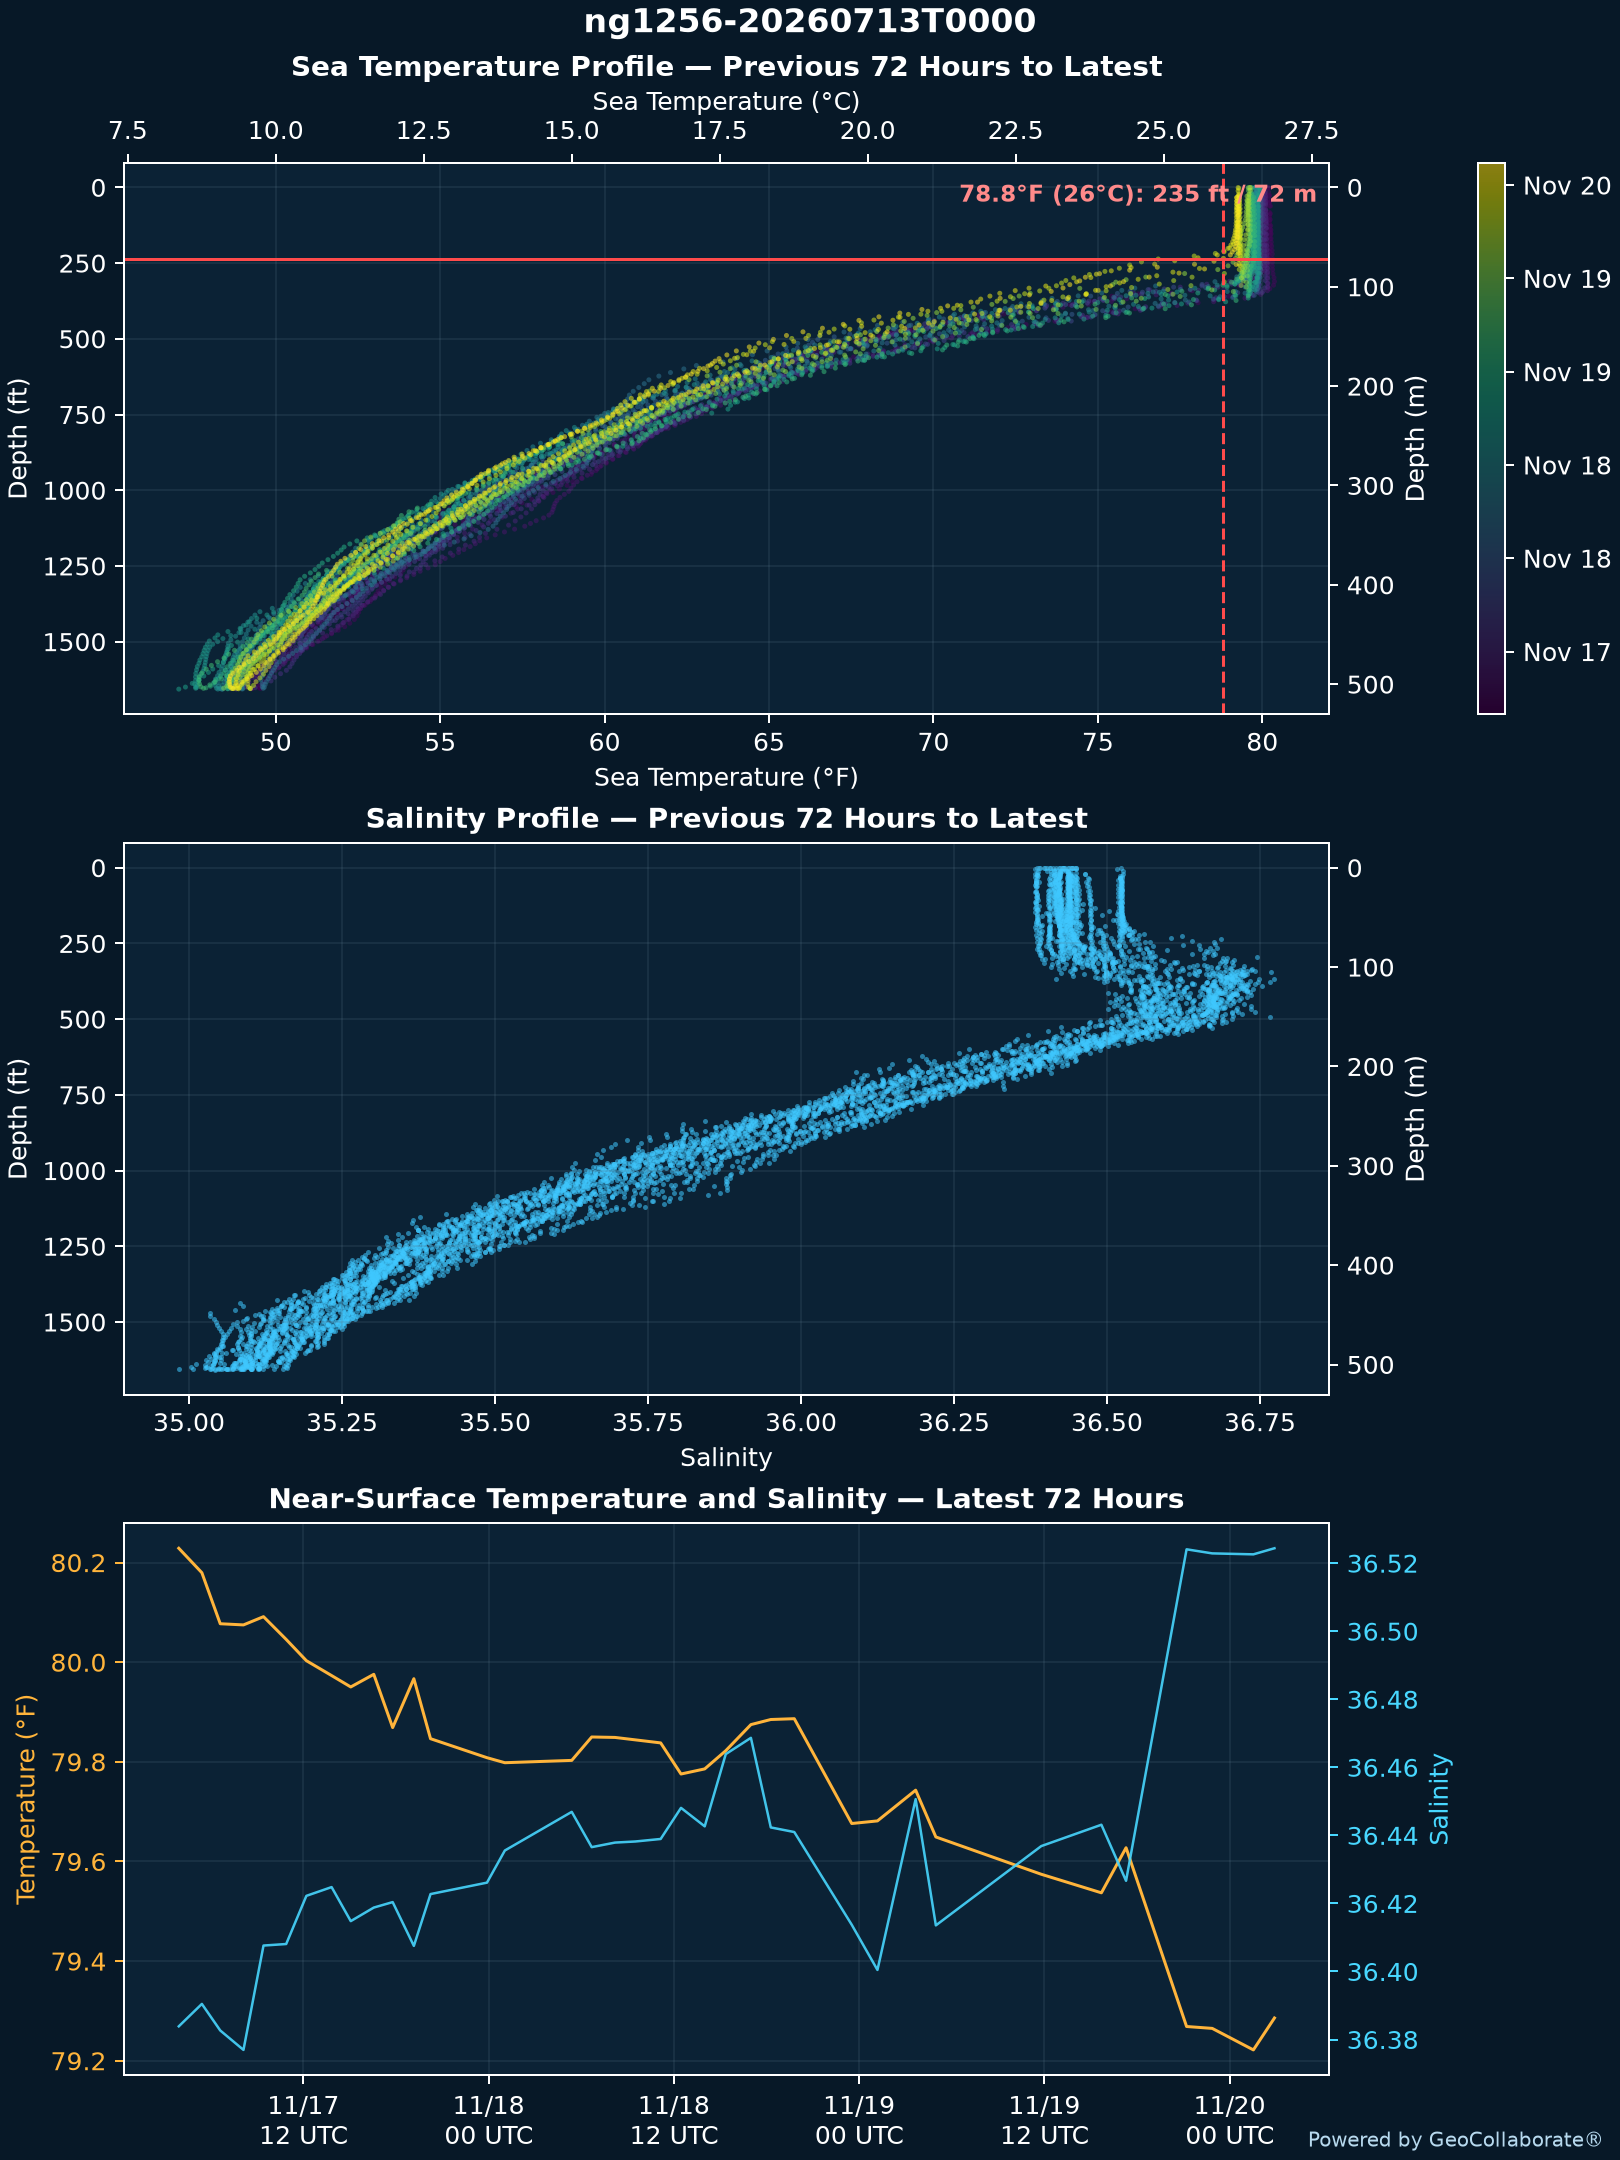 ng1256-20260713T0000
Sea Temperature Profile — Previous 72 Hours to Latest
Sea Temperature (°C)
7.5 10.0 12.5 15.0 17.5 20.0 22.5 25.0 27.5
78.8°F (26°C): 235 ft / 72 m
0
250
500
750
1000
1250
1500
Depth (ft)
0
100
200
300
400
500
Depth (m)
Nov 20
Nov 19
Nov 19
Nov 18
Nov 18
Nov 17
50 55 60 65 70 75 80
Sea Temperature (°F)
Salinity Profile — Previous 72 Hours to Latest
0
250
500
750
1000
1250
1500
Depth (ft)
0
100
200
300
400
500
Depth (m)
35.00 35.25 35.50 35.75 36.00 36.25 36.50 36.75
Salinity
Near-Surface Temperature and Salinity — Latest 72 Hours
80.2
80.0
79.8
79.6
79.4
79.2
Temperature (°F)
36.52
36.50
36.48
36.46
36.44
36.42
36.40
36.38
Salinity
11/17 11/18 11/18 11/19 11/19 11/20
12 UTC 00 UTC 12 UTC 00 UTC 12 UTC 00 UTC
Powered by GeoCollaborate®